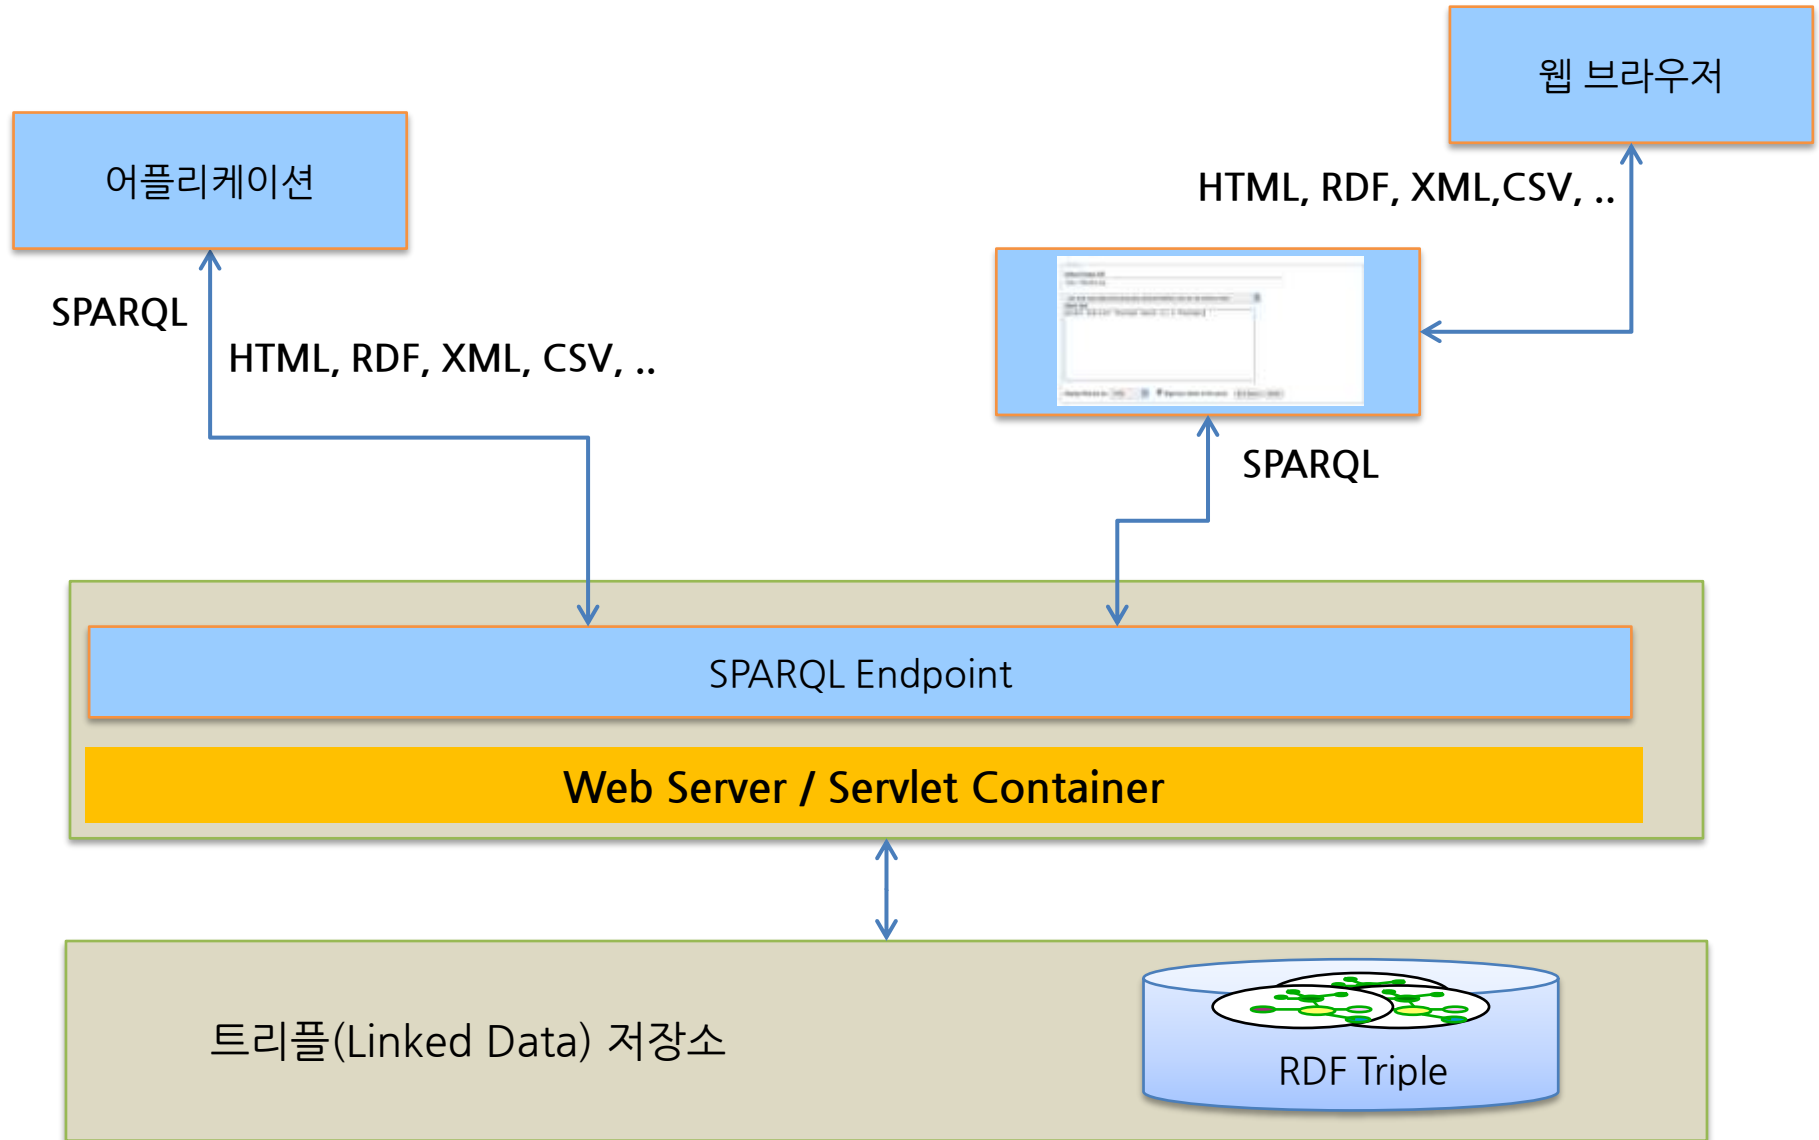 웹 브라우저
어플리케이션
HTML, RDF, XML,CSV, ..
SPARQL
HTML, RDF, XML, CSV, ..
SPARQL
SPARQL Endpoint
Web Server / Servlet Container
트리플(Linked Data) 저장소
RDF Triple